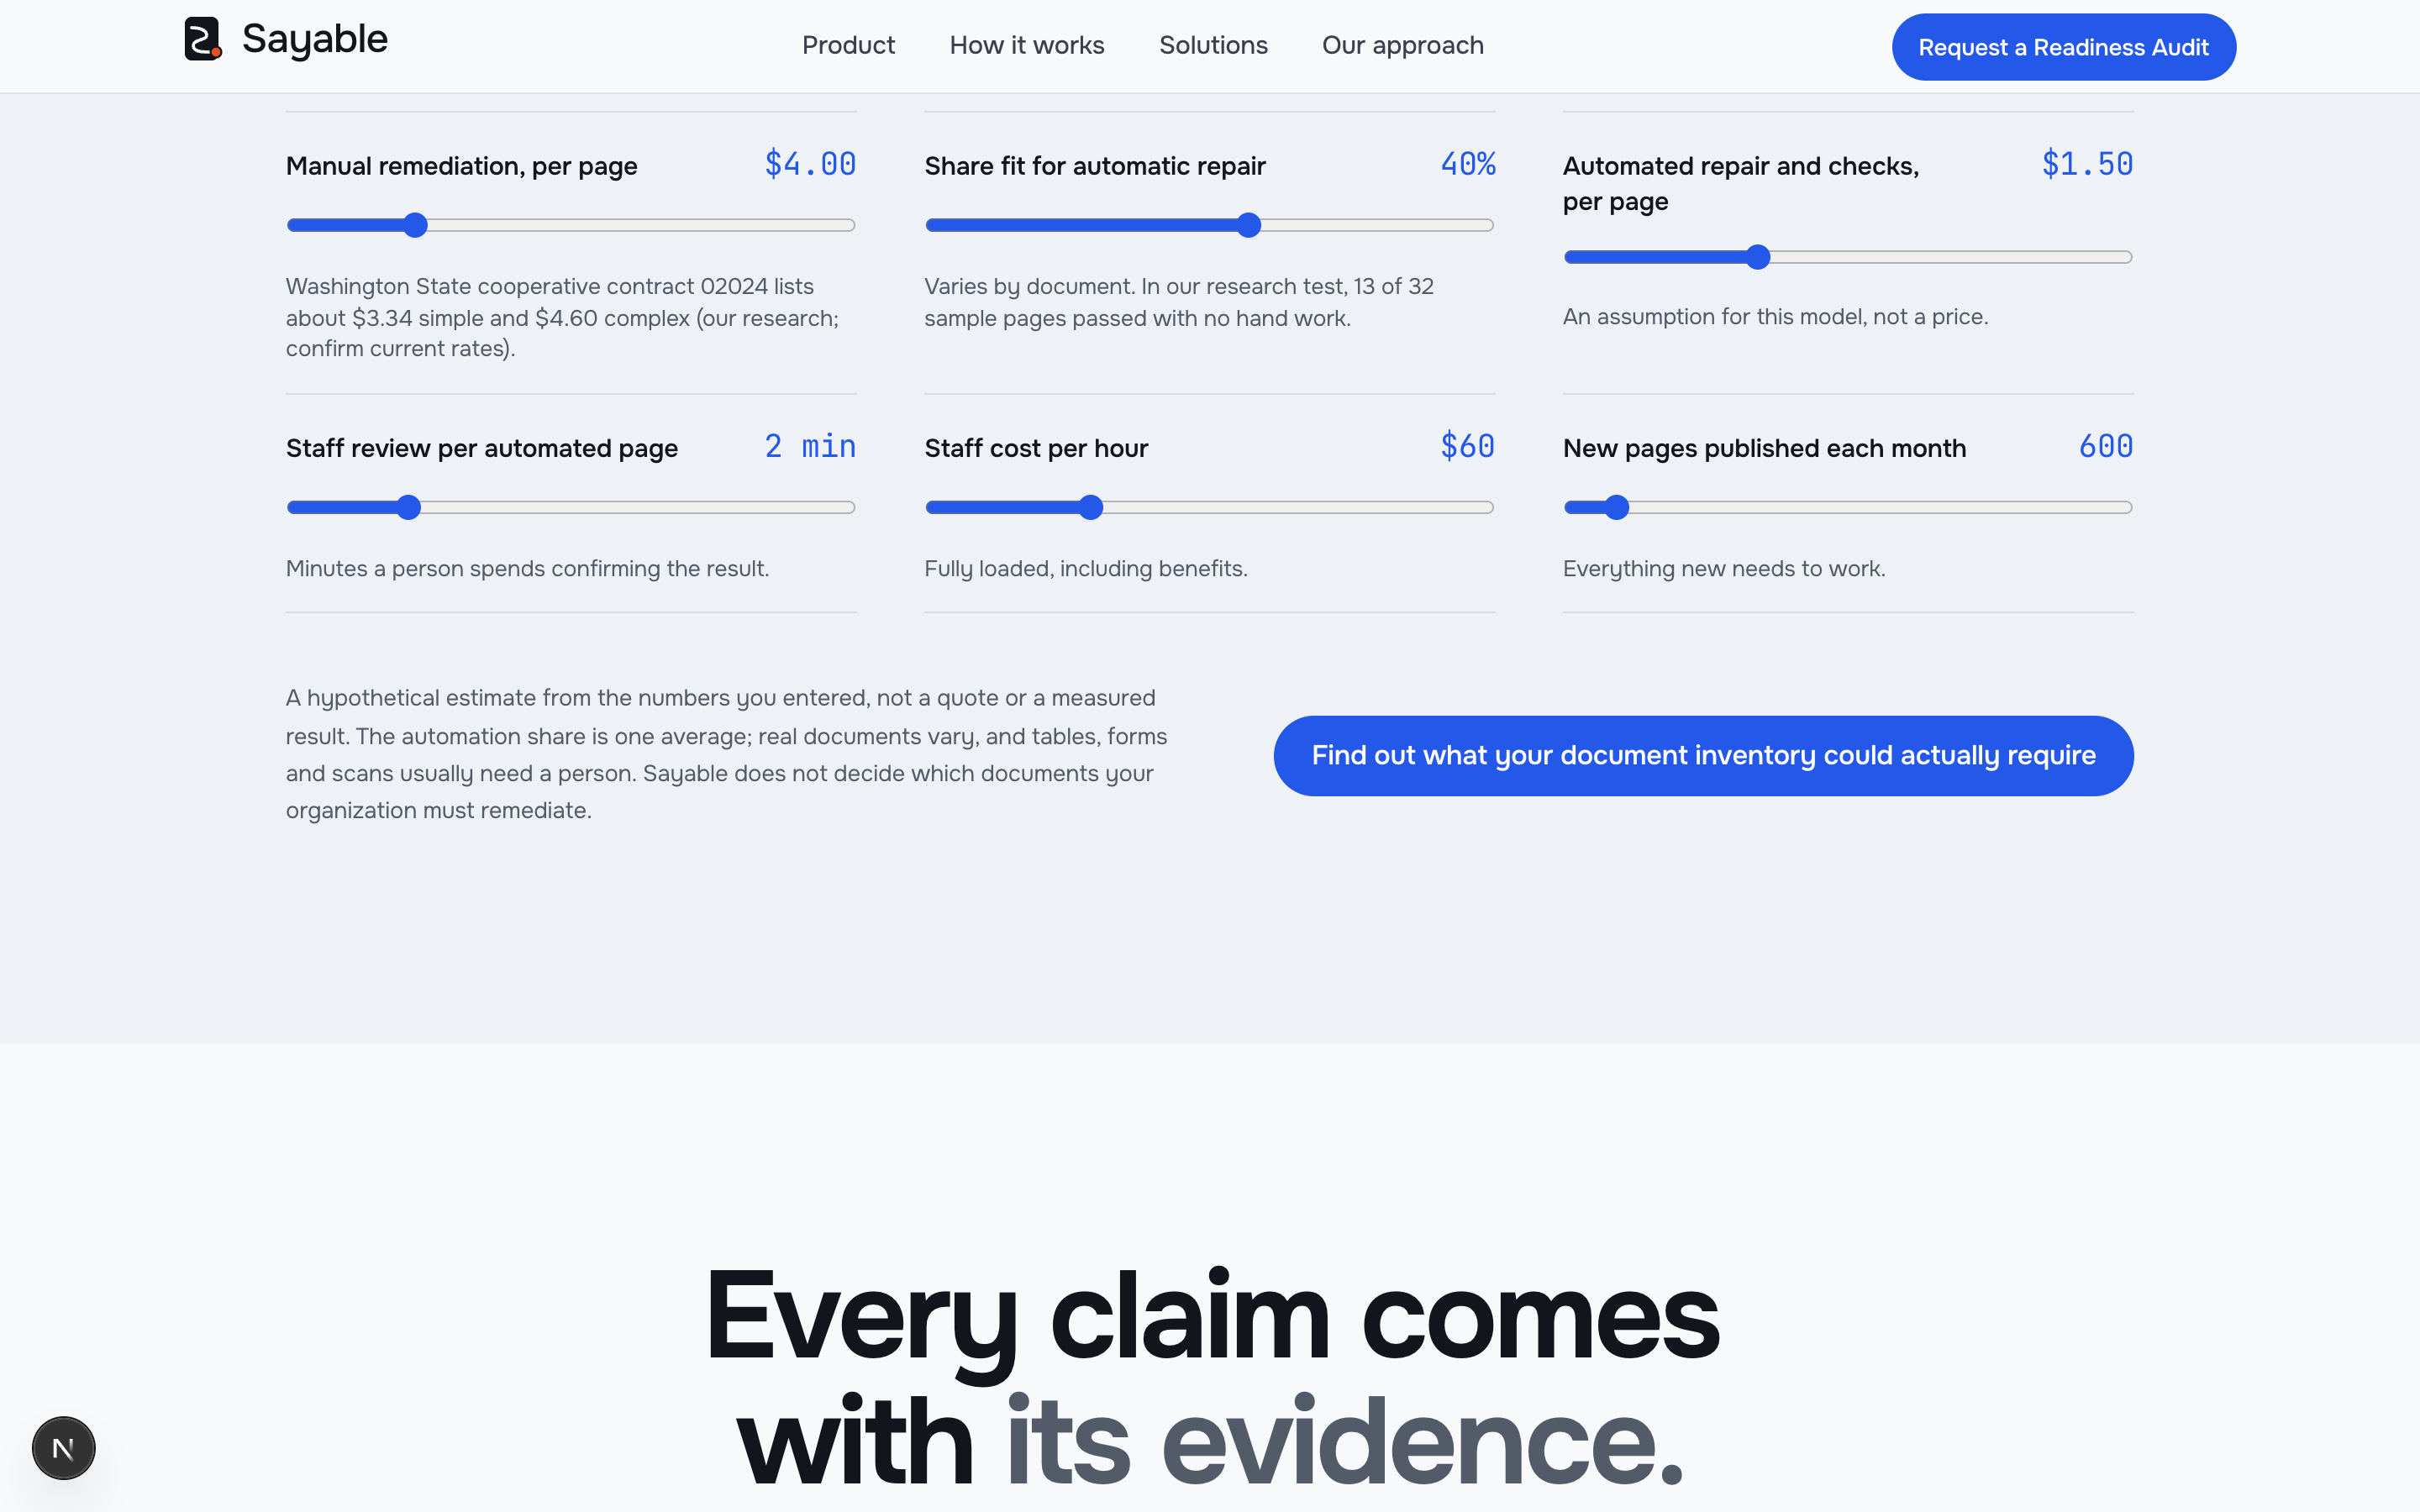 Sayable
Product
How it works
Solutions
Our approach
Request a Readiness Audit
Manual remediation, per page
$4.00
Washington State cooperative contract 02024 lists
about $3.34 simple and $4.60 complex (our research;
confirm current rates).
Share fit for automatic repair
40%
Varies by document. In our research test, 13 of 32
sample pages passed with no hand work.
Automated repair and checks,
per page
$1.50
An assumption for this model, not a price.
Staff review per automated page
2 min
Minutes a person spends confirming the result.
Staff cost per hour
$60
Fully loaded, including benefits.
New pages published each month
600
Everything new needs to work.
A hypothetical estimate from the numbers you entered, not a quote or a measured
result. The automation share is one average; real documents vary, and tables, forms
and scans usually need a person. Sayable does not decide which documents your
organization must remediate.
Find out what your document inventory could actually require
Every claim comes
with its evidence.
N